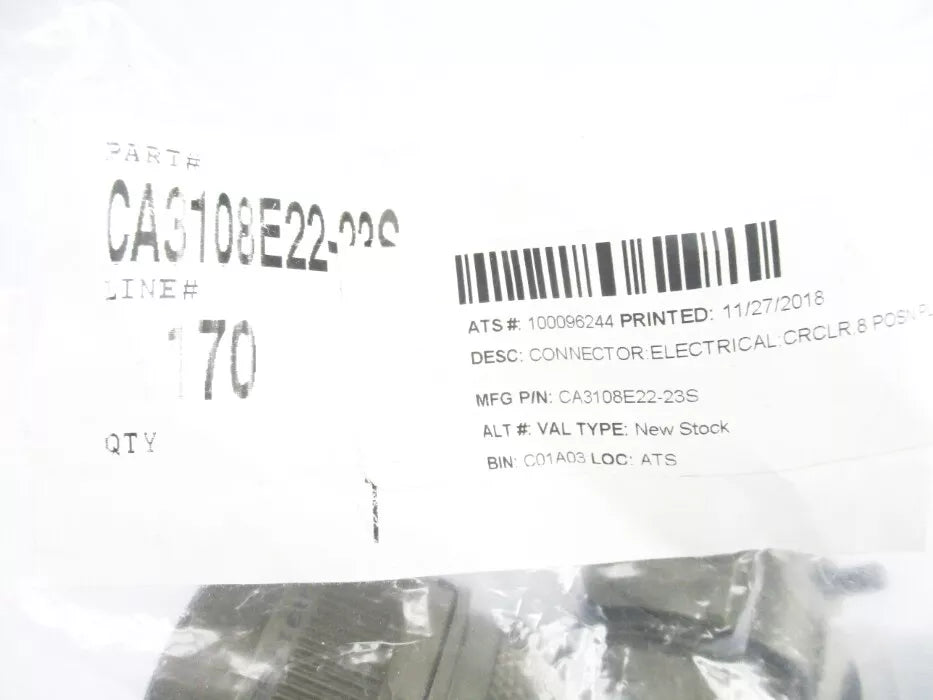 PART#
CA3108E22-23S
LINE#
170
QTY
ATS #: 100096244 PRINTED: 11/27/2018
DESC: CONNECTOR:ELECTRICAL:CRCLR:8 POSN
MFG P/N: CA3108E22-23S
ALT #: VAL TYPE: New Stock
BIN: C01A03 LOC: ATS